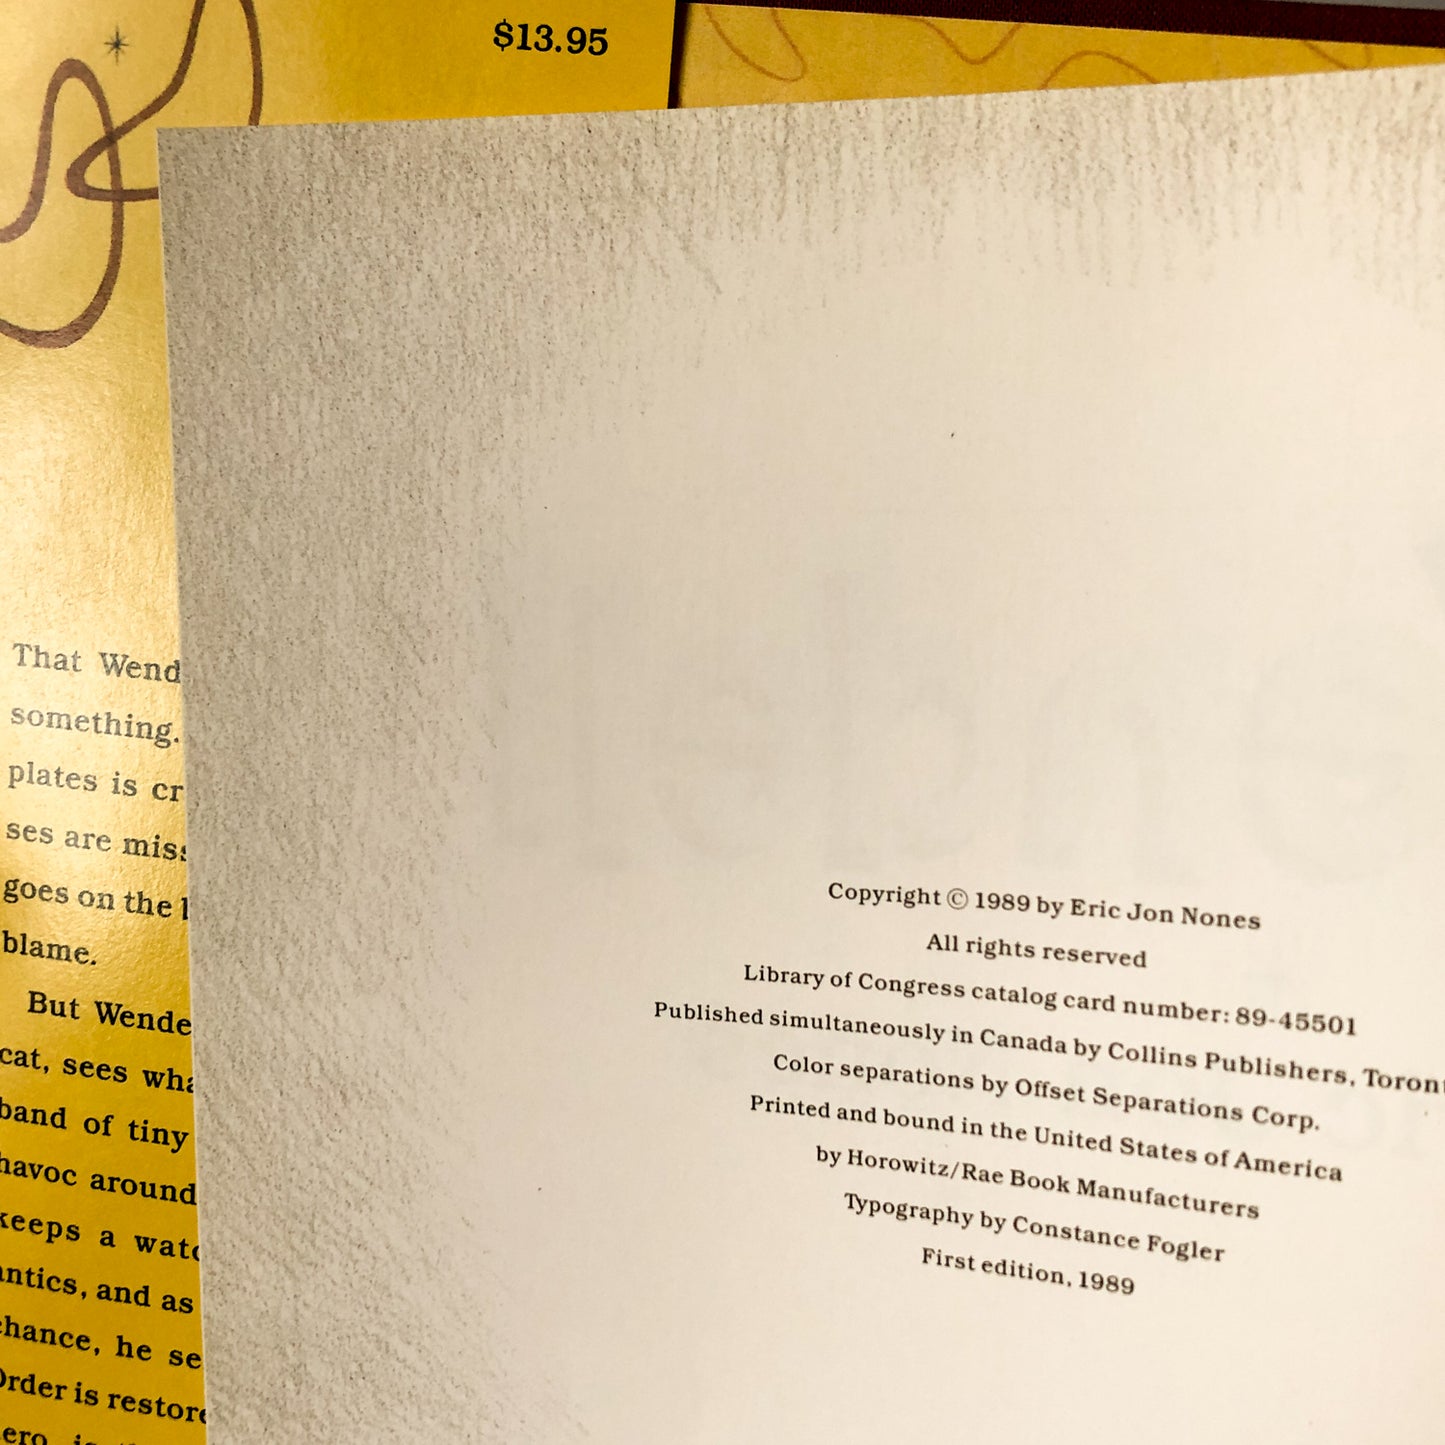 $13.95
That Wend
something.
plates is cr
ses are miss
goes on the l
blame.
But Wende
cat, sees wha
band of tiny
havoc around
keeps a watc
antics, and as
chance, he se
Order is restore
ero
Copyright © 1989 by Eric Jon Nones
All rights reserved
Library of Congress catalog card number: 89-45501
Published simultaneously in Canada by Collins Publishers, Toront
Color separations by Offset Separations Corp.
Printed and bound in the United States of America
by Horowitz/Rae Book Manufacturers
Typography by Constance Fogler
First edition, 1989